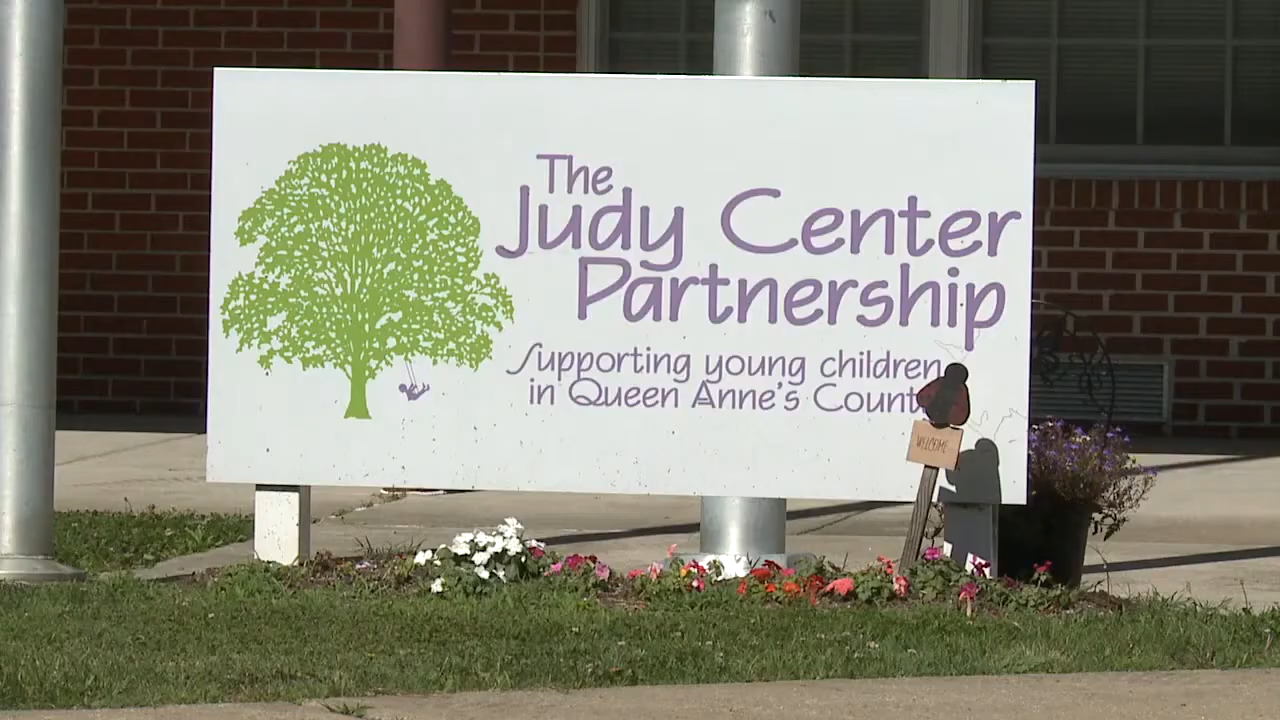 The
Judy Center
Partnership
Supporting young children
in Queen Anne's Count
WELCOME